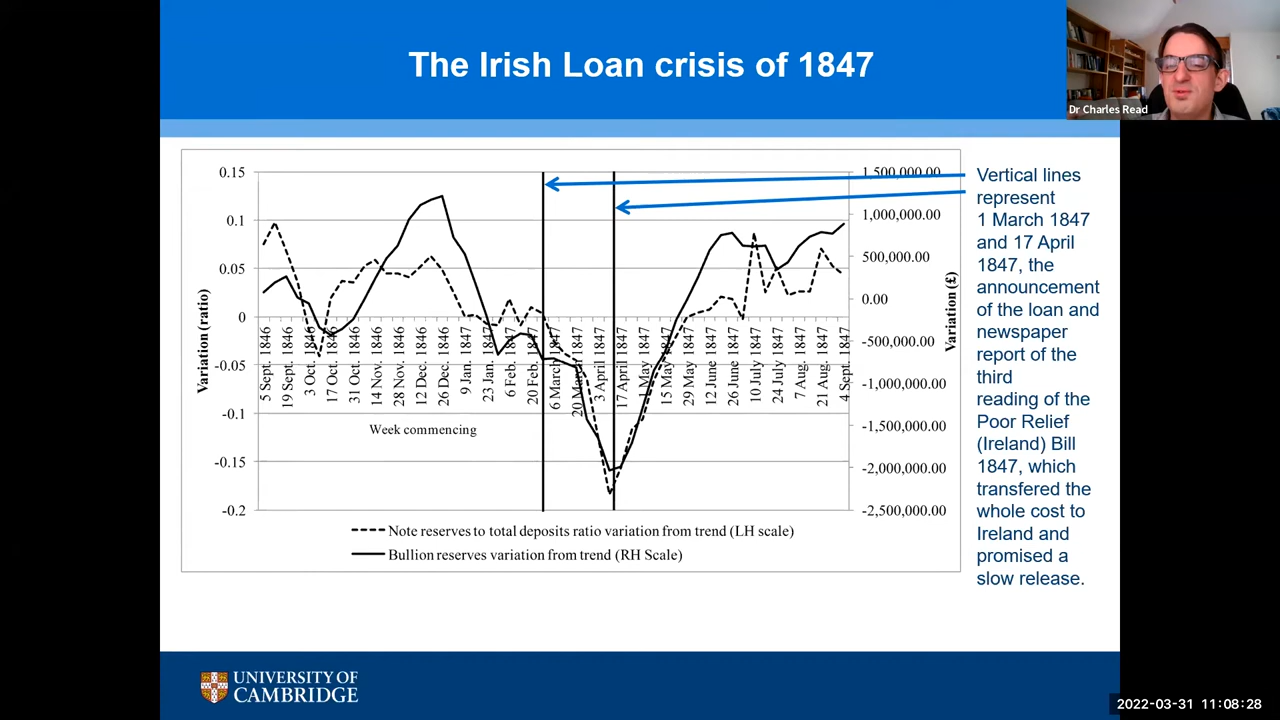 The Irish Loan crisis of 1847
Dr Charles Read
0.15
0.1
0.05
0
-0.05
-0.1
-0.15
-0.2
Variation (ratio)
1,500,000.00
1,000,000.00
500,000.00
0.00
-500,000.00
-1,000,000.00
-1,500,000.00
-2,000,000.00
-2,500,000.00
Variation (£)
5 Sept. 1846
19 Sept. 1846
3 Oct. 1846
17 Oct. 1846
31 Oct. 1846
14 Nov. 1846
28 Nov. 1846
12 Dec. 1846
26 Dec. 1846
9 Jan. 1847
23 Jan. 1847
6 Feb. 1847
20 Feb. 1847
6 March 1847
20 March 1847
3 April 1847
17 April 1847
1 May 1847
15 May 1847
29 May 1847
12 June 1847
26 June 1847
10 July 1847
24 July 1847
7 Aug. 1847
21 Aug. 1847
4 Sept. 1847
Week commencing
Note reserves to total deposits ratio variation from trend (LH scale)
Bullion reserves variation from trend (RH Scale)
Vertical lines
represent
1 March 1847
and 17 April
1847, the
announcement
of the loan and
newspaper
report of the
third
reading of the
Poor Relief
(Ireland) Bill
1847, which
transfered the
whole cost to
Ireland and
promised a
slow release.
UNIVERSITY OF
CAMBRIDGE
2022-03-31 11:08:28